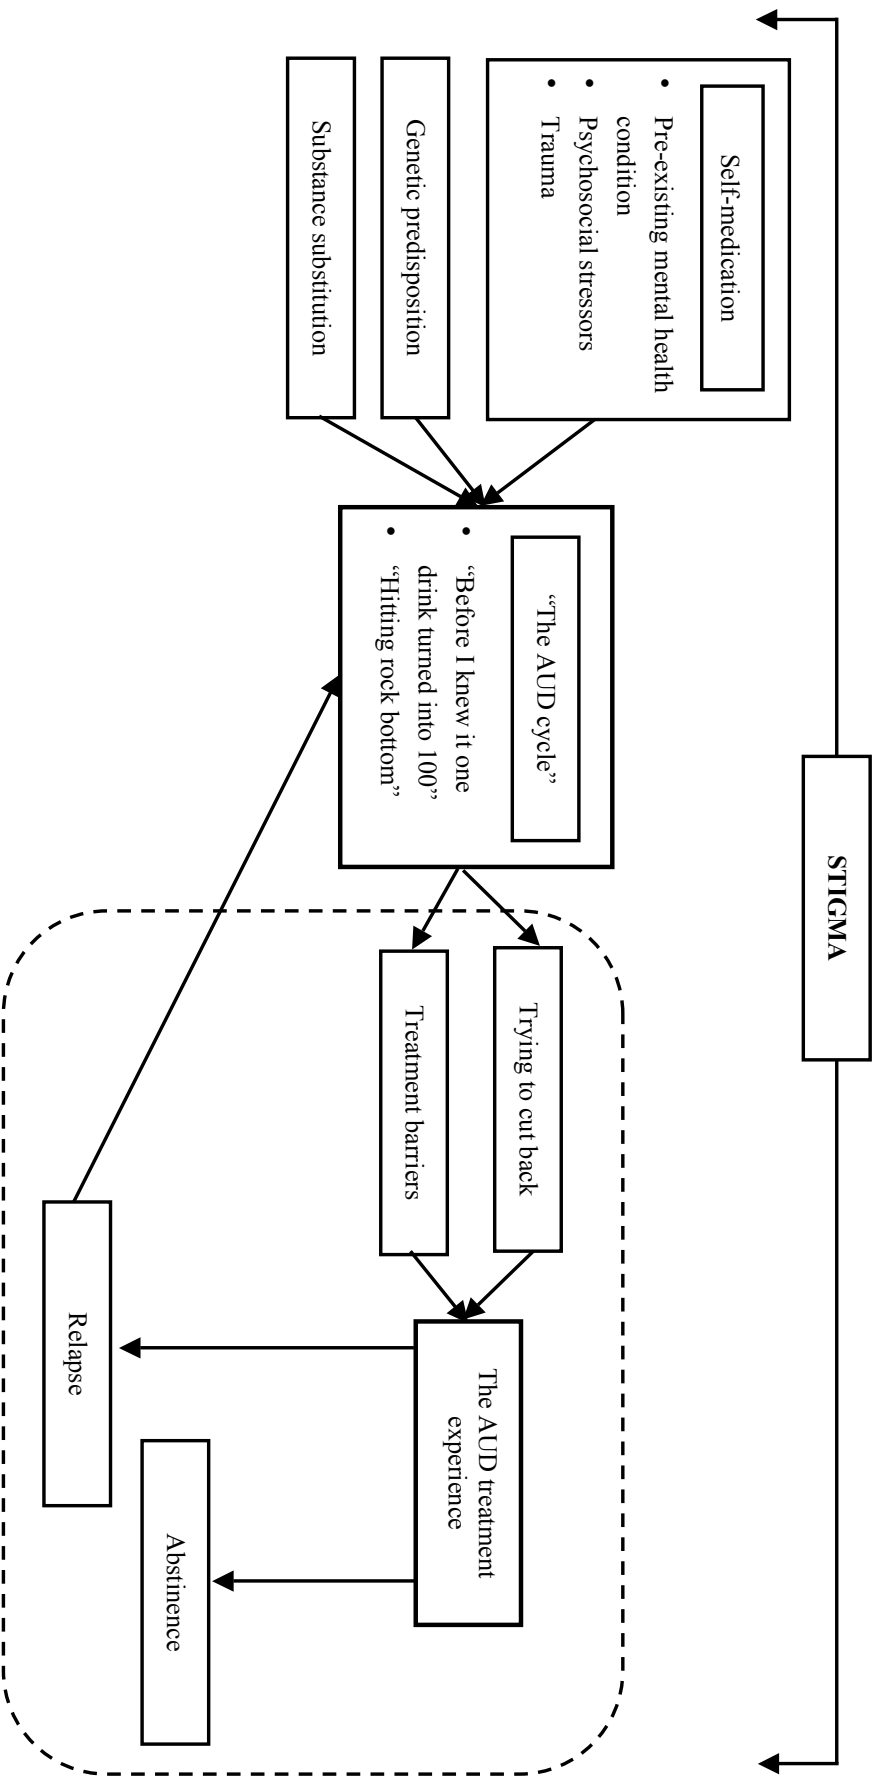 STIGMA
Self-medication
• Pre-existing mental health
condition
• Psychosocial stressors
• Trauma
Genetic predisposition
Substance substitution
“The AUD cycle”
• “Before I knew it one
drink turned into 100”
• “Hitting rock bottom”
Trying to cut back
Treatment barriers
The AUD treatment
experience
Relapse
Abstinence